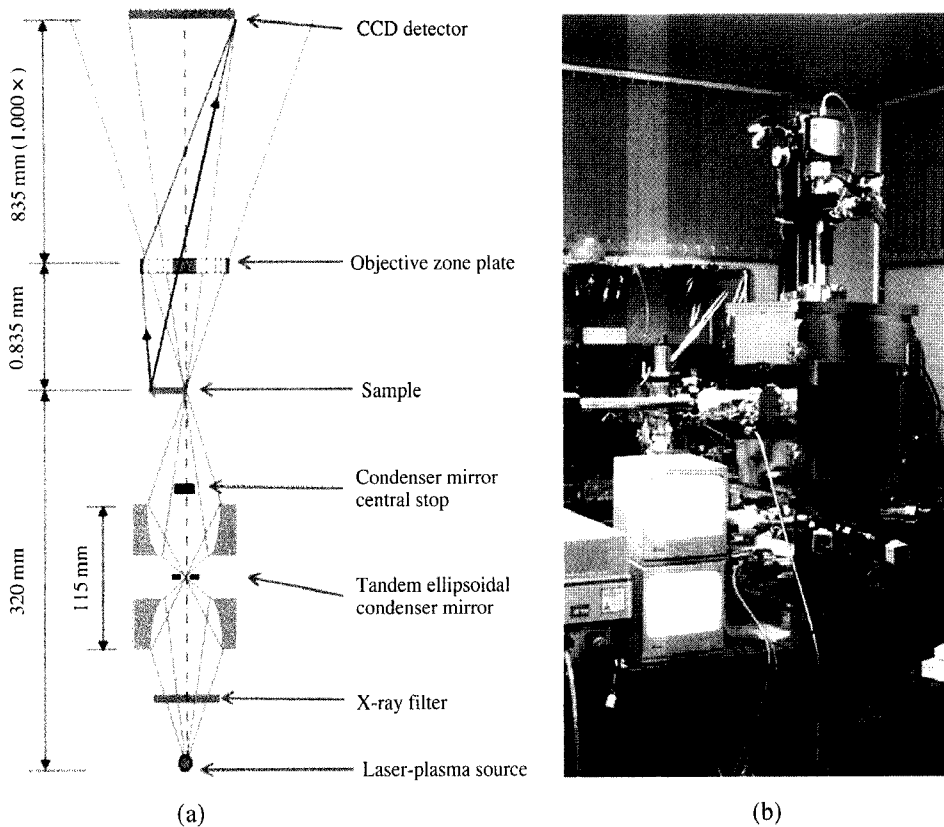 CCD detector
835 mm (1.000 ×)
Objective zone plate
0.835 mm
Sample
Condenser mirror
central stop
320 mm
115 mm
Tandem ellipsoidal
condenser mirror
X-ray filter
Laser-plasma source
(a)
(b)